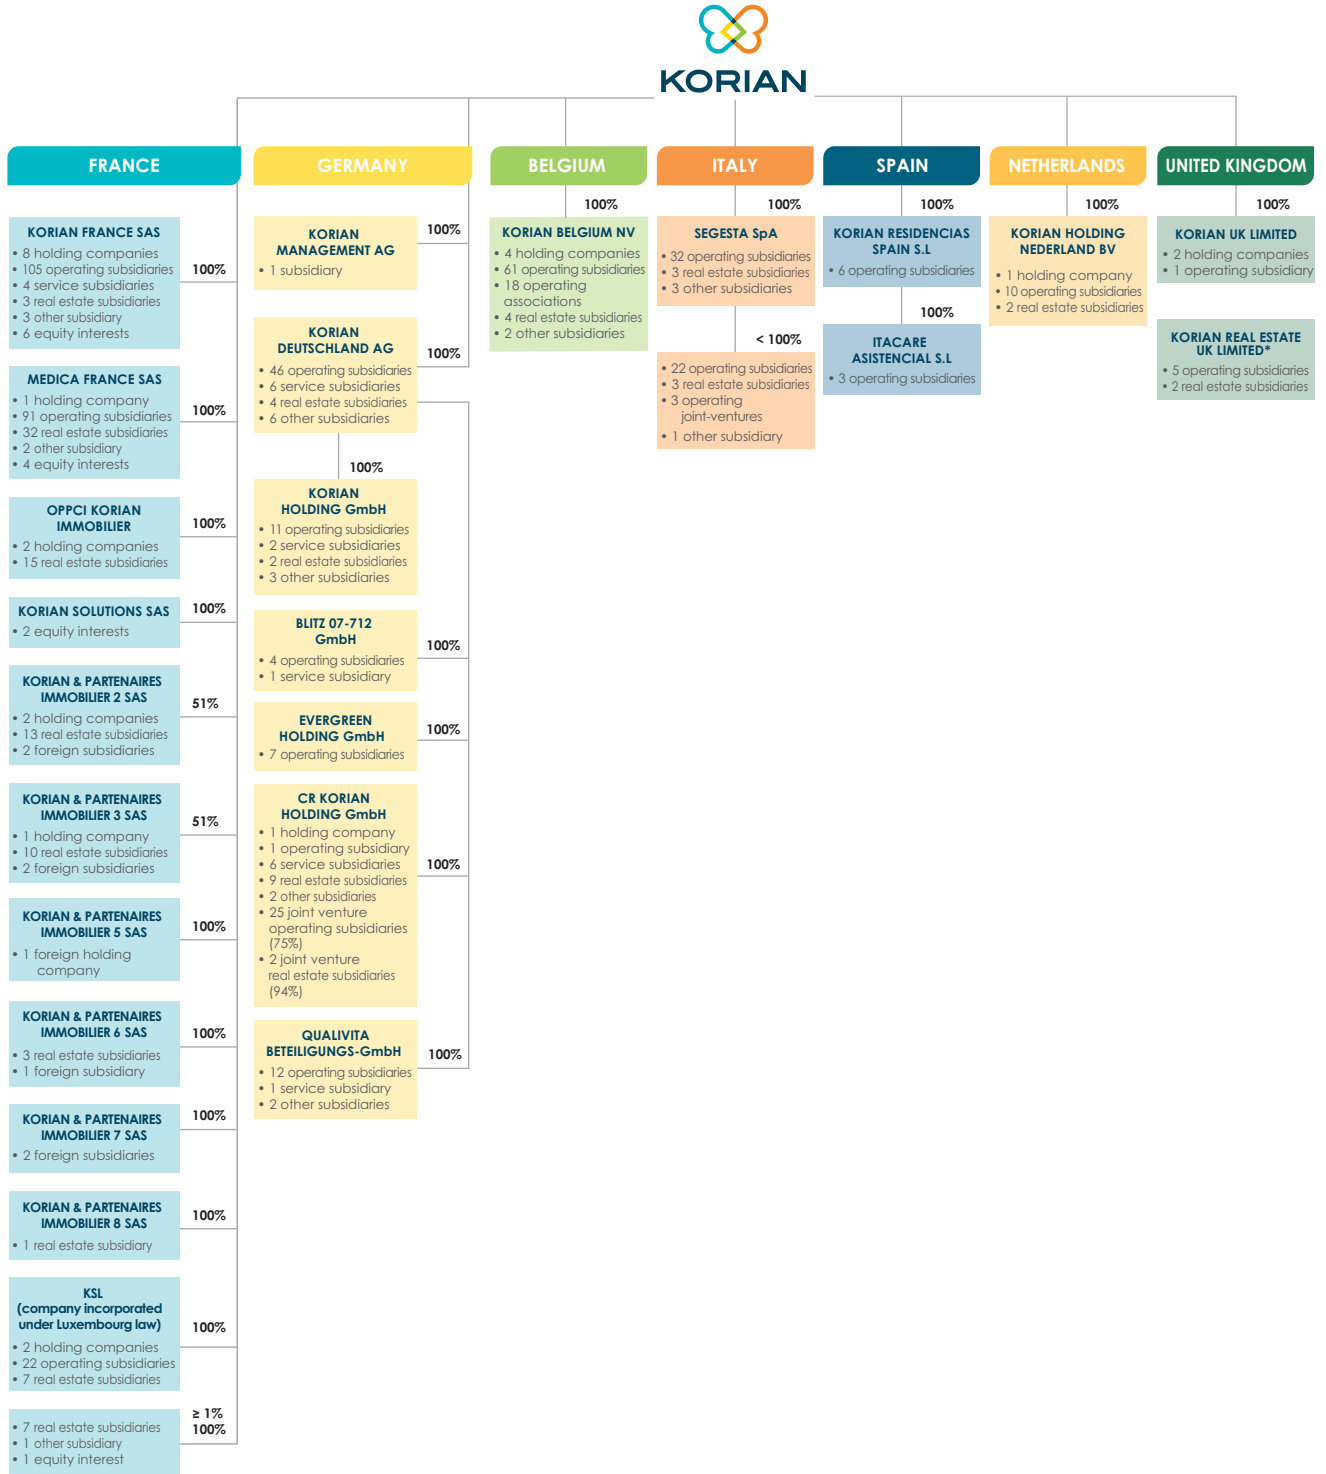 KORIAN
FRANCE
KORIAN FRANCE SAS
• 8 holding companies
• 105 operating subsidiaries
• 4 service subsidiaries
• 3 real estate subsidiaries
• 3 other subsidiary
• 6 equity interests
100%
MEDICA FRANCE SAS
• 1 holding company
• 91 operating subsidiaries
• 32 real estate subsidiaries
• 2 other subsidiary
• 4 equity interests
100%
OPPCI KORIAN
IMMOBILIER
• 2 holding companies
• 15 real estate subsidiaries
100%
KORIAN SOLUTIONS SAS
• 2 equity interests
100%
KORIAN & PARTENAIRES
IMMOBILIER 2 SAS
• 2 holding companies
• 13 real estate subsidiaries
• 2 foreign subsidiaries
51%
KORIAN & PARTENAIRES
IMMOBILIER 3 SAS
• 1 holding company
• 10 real estate subsidiaries
• 2 foreign subsidiaries
51%
KORIAN & PARTENAIRES
IMMOBILIER 5 SAS
• 1 foreign holding
company
100%
KORIAN & PARTENAIRES
IMMOBILIER 6 SAS
• 3 real estate subsidiaries
• 1 foreign subsidiary
100%
KORIAN & PARTENAIRES
IMMOBILIER 7 SAS
• 2 foreign subsidiaries
100%
KORIAN & PARTENAIRES
IMMOBILIER 8 SAS
• 1 real estate subsidiary
100%
KSL
(company incorporated
under Luxembourg law)
• 2 holding companies
• 22 operating subsidiaries
• 7 real estate subsidiaries
100%
• 7 real estate subsidiaries
• 1 other subsidiary
• 1 equity interest
≥ 1%
100%
GERMANY
KORIAN
MANAGEMENT AG
• 1 subsidiary
100%
KORIAN
DEUTSCHLAND AG
• 46 operating subsidiaries
• 6 service subsidiaries
• 4 real estate subsidiaries
• 6 other subsidiaries
100%
100%
KORIAN
HOLDING GmbH
• 11 operating subsidiaries
• 2 service subsidiaries
• 2 real estate subsidiaries
• 3 other subsidiaries
BLITZ 07-712
GmbH
• 4 operating subsidiaries
• 1 service subsidiary
100%
EVERGREEN
HOLDING GmbH
• 7 operating subsidiaries
100%
CR KORIAN
HOLDING GmbH
• 1 holding company
• 1 operating subsidiary
• 6 service subsidiaries
• 9 real estate subsidiaries
• 2 other subsidiaries
• 25 joint venture
operating subsidiaries
(75%)
• 2 joint venture
real estate subsidiaries
(94%)
100%
QUALIVITA
BETEILIGUNGS-GmbH
• 12 operating subsidiaries
• 1 service subsidiary
• 2 other subsidiaries
100%
BELGIUM
100%
KORIAN BELGIUM NV
• 4 holding companies
• 61 operating subsidiaries
• 18 operating
associations
• 4 real estate subsidiaries
• 2 other subsidiaries
ITALY
100%
SEGESTA SpA
• 32 operating subsidiaries
• 3 real estate subsidiaries
• 3 other subsidiaries
< 100%
• 22 operating subsidiaries
• 3 real estate subsidiaries
• 3 operating
joint-ventures
• 1 other subsidiary
SPAIN
100%
KORIAN RESIDENCIAS
SPAIN S.L
• 6 operating subsidiaries
100%
ITACARE
ASISTENCIAL S.L
• 3 operating subsidiaries
NETHERLANDS
100%
KORIAN HOLDING
NEDERLAND BV
• 1 holding company
• 10 operating subsidiaries
• 2 real estate subsidiaries
UNITED KINGDOM
100%
KORIAN UK LIMITED
• 2 holding companies
• 1 operating subsidiary
KORIAN REAL ESTATE
UK LIMITED*
• 5 operating subsidiaries
• 2 real estate subsidiaries